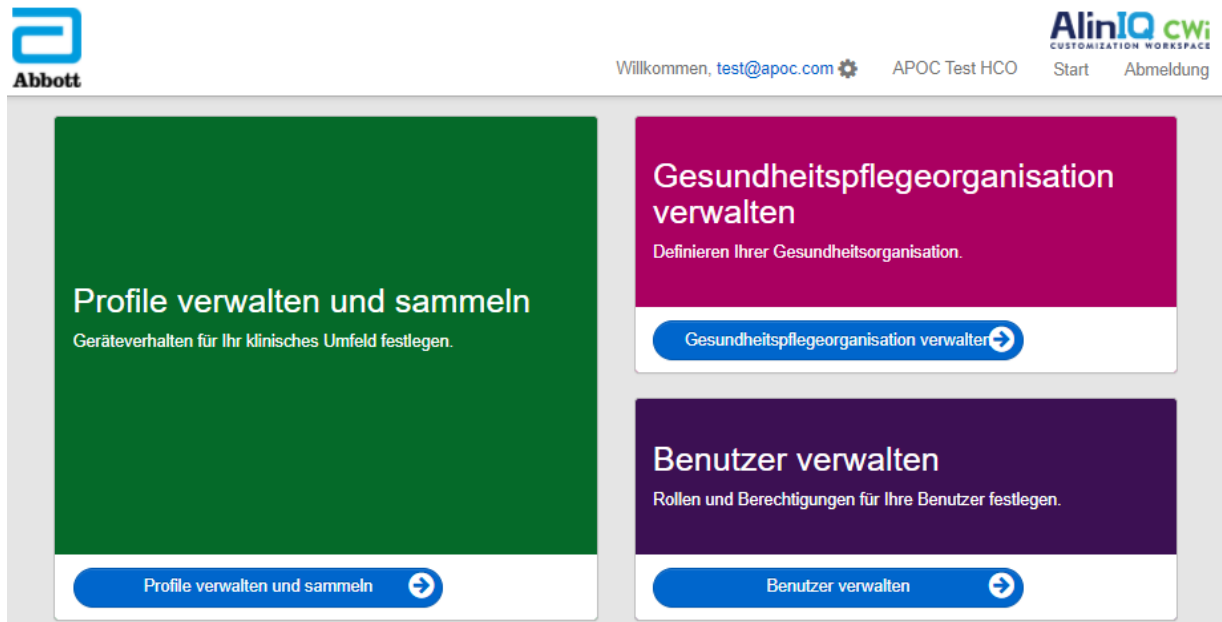 Abbott
AlinIQ CWi
CUSTOMIZATION WORKSPACE
Willkommen, test@apoc.com APOC Test HCO Start Abmeldung
Profile verwalten und sammeln
Geräteverhalten für Ihr klinisches Umfeld festlegen.
Profile verwalten und sammeln
Gesundheitspflegeorganisation
verwalten
Definieren Ihrer Gesundheitsorganisation.
Gesundheitspflegeorganisation verwalten
Benutzer verwalten
Rollen und Berechtigungen für Ihre Benutzer festlegen.
Benutzer verwalten